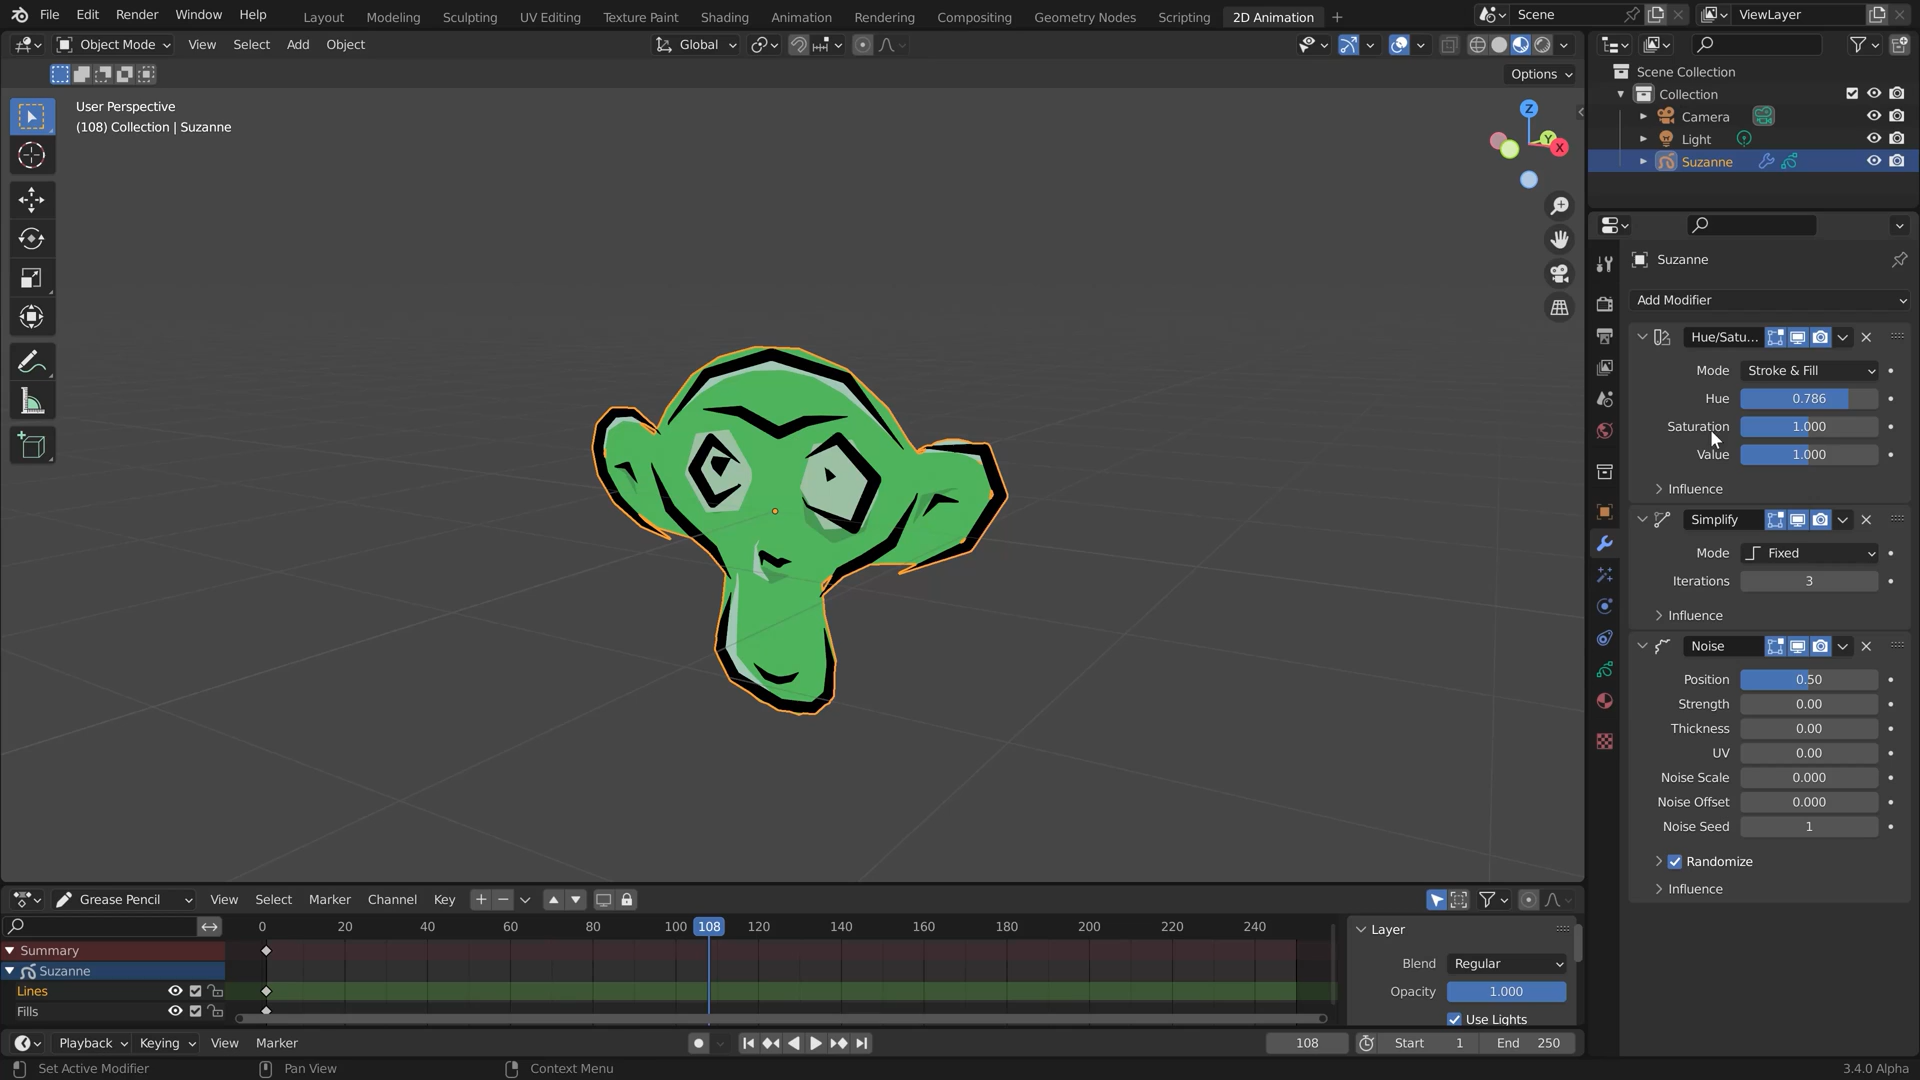 File Edit Render Window Help Layout Modeling Sculpting UV Editing Texture Paint Shading Animation Rendering Compositing Geometry Nodes Scripting 2D Animation + Scene ViewLayer
Object Mode View Select Add Object Global
Options
User Perspective
(108) Collection | Suzanne
Z
Y
X
Scene Collection
Collection
Camera
Light
Suzanne
Suzanne
Add Modifier
Hue/Satu...
Mode Stroke & Fill
Hue 0.786
Saturation 1.000
Value 1.000
Influence
Simplify
Mode Fixed
Iterations 3
Influence
Noise
Position 0.50
Strength 0.00
Thickness 0.00
UV 0.00
Noise Scale 0.000
Noise Offset 0.000
Noise Seed 1
Randomize
Influence
Grease Pencil View Select Marker Channel Key
0 20 40 60 80 100 108 120 140 160 180 200 220 240
Summary
Suzanne
Lines
Fills
Layer
Blend Regular
Opacity 1.000
Use Lights
Playback Keying View Marker 108 Start 1 End 250
Set Active Modifier Pan View Context Menu 3.4.0 Alpha